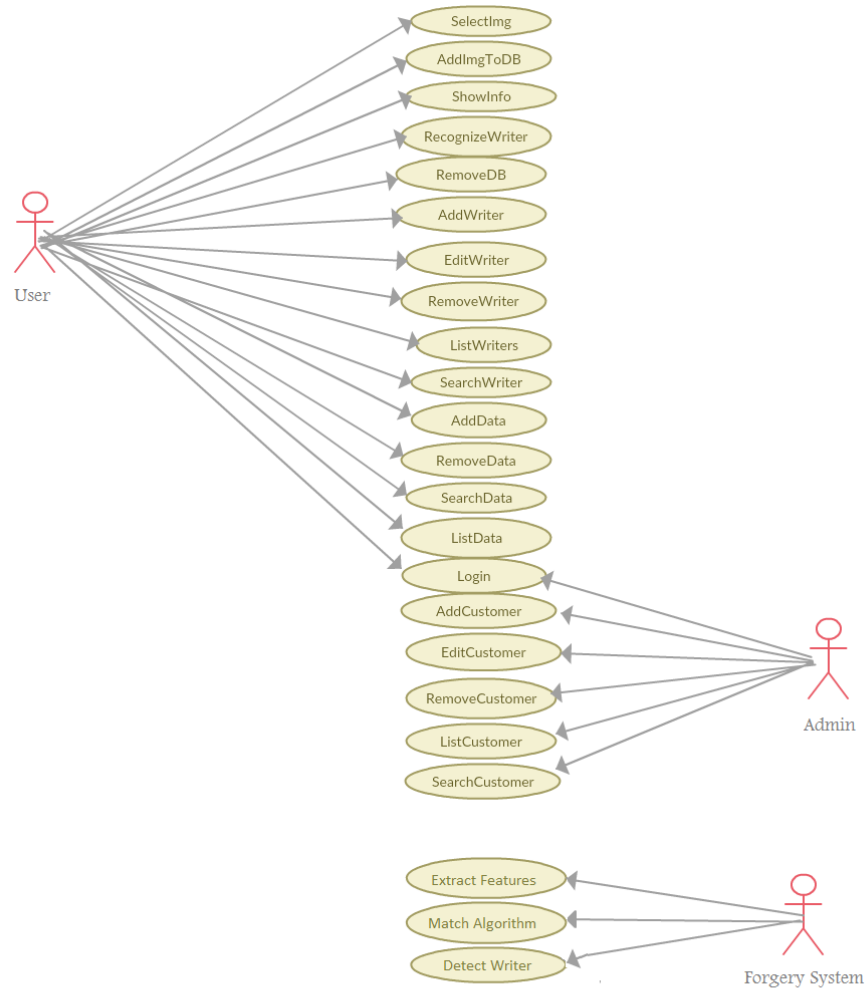 SelectImg
AddImgToDB
ShowInfo
RecognizeWriter
RemoveDB
AddWriter
EditWriter
User
RemoveWriter
ListWriters
SearchWriter
AddData
RemoveData
SearchData
ListData
Login
AddCustomer
EditCustomer
RemoveCustomer
Admin
ListCustomer
SearchCustomer
Extract Features
Match Algorithm
Detect Writer
Forgery System